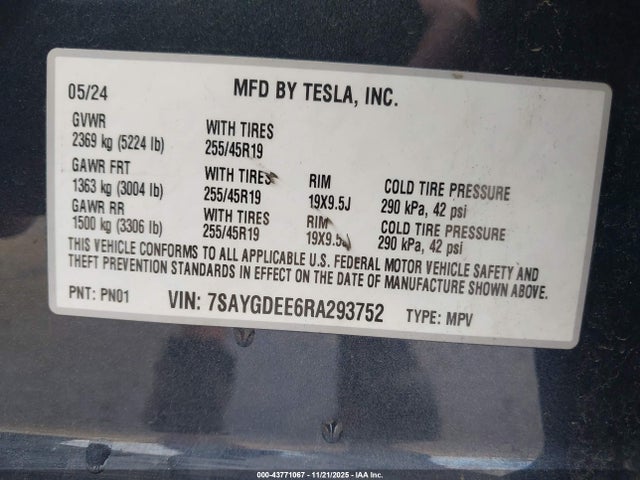 05/24 MFD BY TESLA, INC.
GVWR
2369 kg (5224 lb) WITH TIRES 255/45R19
GAWR FRT
1363 kg (3004 lb) WITH TIRES 255/45R19 RIM 19X9.5J COLD TIRE PRESSURE 290 kPa, 42 psi
GAWR RR
1500 kg (3306 lb) WITH TIRES 255/45R19 RIM 19X9.5J COLD TIRE PRESSURE 290 kPa, 42 psi
THIS VEHICLE CONFORMS TO ALL APPLICABLE U.S. FEDERAL MOTOR VEHICLE SAFETY AND
THEFT PREVENTION STANDARDS IN EFFECT ON THE DATE OF MANUFACTURE SHOWN ABOVE.
PNT: PN01 VIN: 7SAYGDEE6RA293752 TYPE: MPV
000-43771067 - 11/21/2025 - IAA Inc.